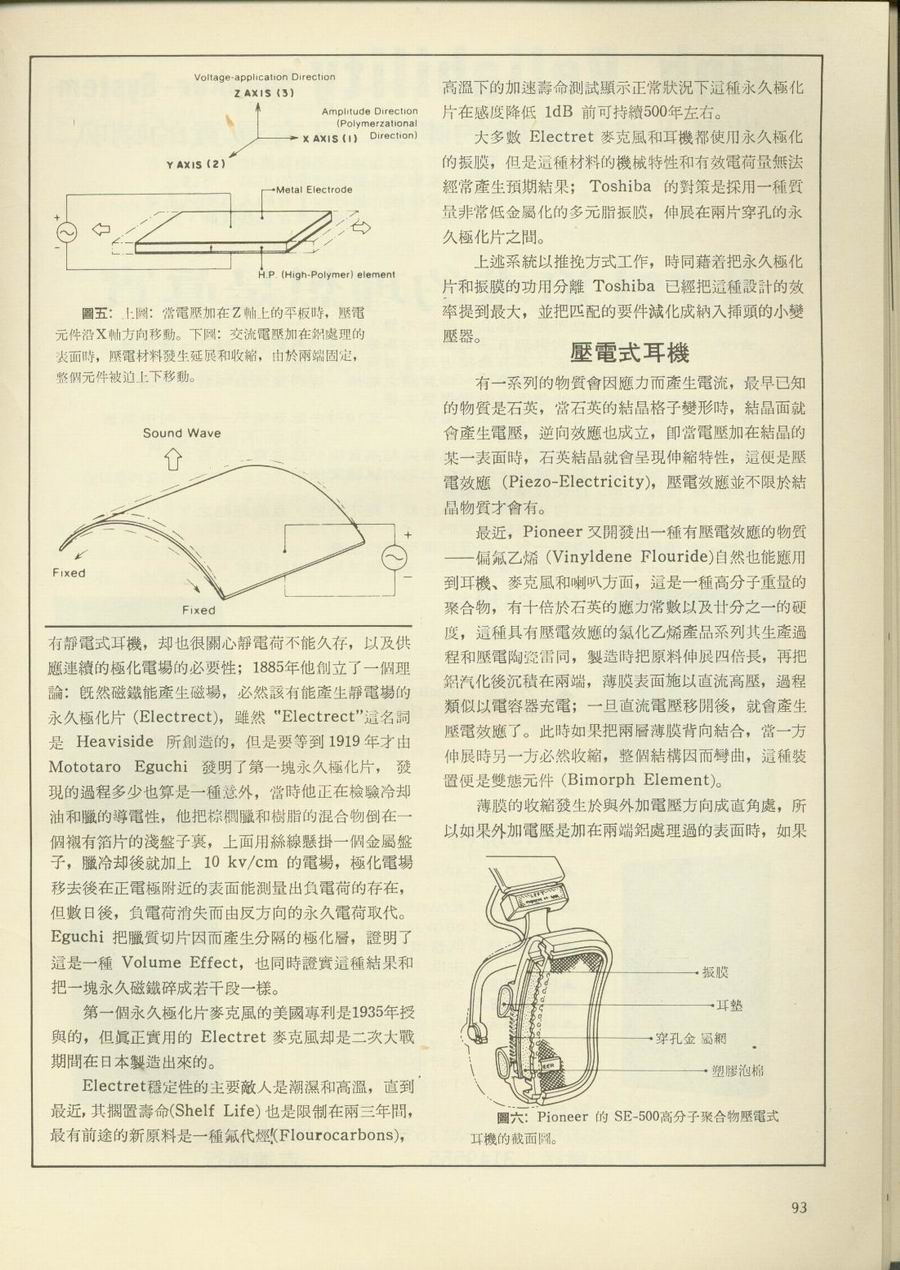 Voltage-application Direction
Z AXIS (3)
Amplitude Direction
(Polymerzational
Direction)
X AXIS (1)
Y AXIS (2)
Metal Electrode
+
−
H.P. (High-Polymer) element
圖五：上圖：當電壓加在Z軸上的平板時，壓電
元件沿X軸方向移動。下圖：交流電壓加在鋁處理的
表面時，壓電材料發生延展和收縮，由於兩端固定，
整個元件被迫上下移動。
Sound Wave
+
−
Fixed
Fixed
有靜電式耳機，却也很關心靜電荷不能久存，以及供
應連續的極化電場的必要性；1885年他創立了一個理
論：旣然磁鐵能產生磁場，必然該有能產生靜電場的
永久極化片 (Electrect)，雖然 "Electrect"這名詞
是 Heaviside 所創造的，但是要等到 1919 年才由
Mototaro Eguchi 發明了第一塊永久極化片， 發
現的過程多少也算是一種意外，當時他正在檢驗冷却
油和臘的導電性，他把棕櫚臘和樹脂的混合物倒在一
個襯有箔片的淺盤子裏，上面用絲線懸掛一個金屬盤
子，臘冷却後就加上 10 kv/cm 的電場，極化電場
移去後在正電極附近的表面能測量出負電荷的存在，
但數日後，負電荷消失而由反方向的永久電荷取代。
Eguchi 把臘質切片因而產生分隔的極化層，證明了
這是一種 Volume Effect，也同時證實這種結果和
把一塊永久磁鐵碎成若干段一樣。
第一個永久極化片麥克風的美國專利是1935年授
與的，但眞正實用的 Electret 麥克風却是二次大戰
期間在日本製造出來的。
Electret穩定性的主要敵人是潮濕和高溫，直到
最近，其擱置壽命(Shelf Life) 也是限制在兩三年間，
最有前途的新原料是一種氟代煙(Flourocarbons)，
高溫下的加速壽命測試顯示正常狀況下這種永久極化
片在感度降低 1dB 前可持續500年左右。
大多數 Electret 麥克風和耳機都使用永久極化
的振膜，但是這種材料的機械特性和有效電荷量無法
經常產生預期結果； Toshiba 的對策是採用一種質
量非常低金屬化的多元脂振膜，伸展在兩片穿孔的永
久極化片之間。
上述系統以推挽方式工作，時同藉着把永久極化
片和振膜的功用分離 Toshiba 已經把這種設計的效
率提到最大，並把匹配的要件減化成納入揷頭的小變
壓器。
壓電式耳機
有一系列的物質會因應力而產生電流，最早已知
的物質是石英，當石英的結晶格子變形時，結晶面就
會產生電壓，逆向效應也成立，卽當電壓加在結晶的
某一表面時，石英結晶就會呈現伸縮特性，這便是壓
電效應 (Piezo-Electricity)，壓電效應並不限於結
晶物質才會有。
最近，Pioneer 又開發出一種有壓電效應的物質
——偏氟乙烯 (Vinyldene Flouride)自然也能應用
到耳機、麥克風和喇叭方面，這是一種高分子重量的
聚合物，有十倍於石英的應力常數以及廿分之一的硬
度，這種具有壓電效應的氯化乙烯產品系列其生產過
程和壓電陶瓷雷同，製造時把原料伸展四倍長，再把
鋁汽化後沉積在兩端，薄膜表面施以直流高壓，過程
類似以電容器充電；一旦直流電壓移開後，就會產生
壓電效應了。此時如果把兩層薄膜背向結合，當一方
伸展時另一方必然收縮，整個結構因而彎曲，這種裝
置便是雙態元件 (Bimorph Element)。
薄膜的收縮發生於與外加電壓方向成直角處，所
以如果外加電壓是加在兩端鋁處理過的表面時，如果
振膜
耳墊
穿孔金屬網
塑膠泡棉
圖六：Pioneer 的 SE-500高分子聚合物壓電式
耳機的截面圖。
93